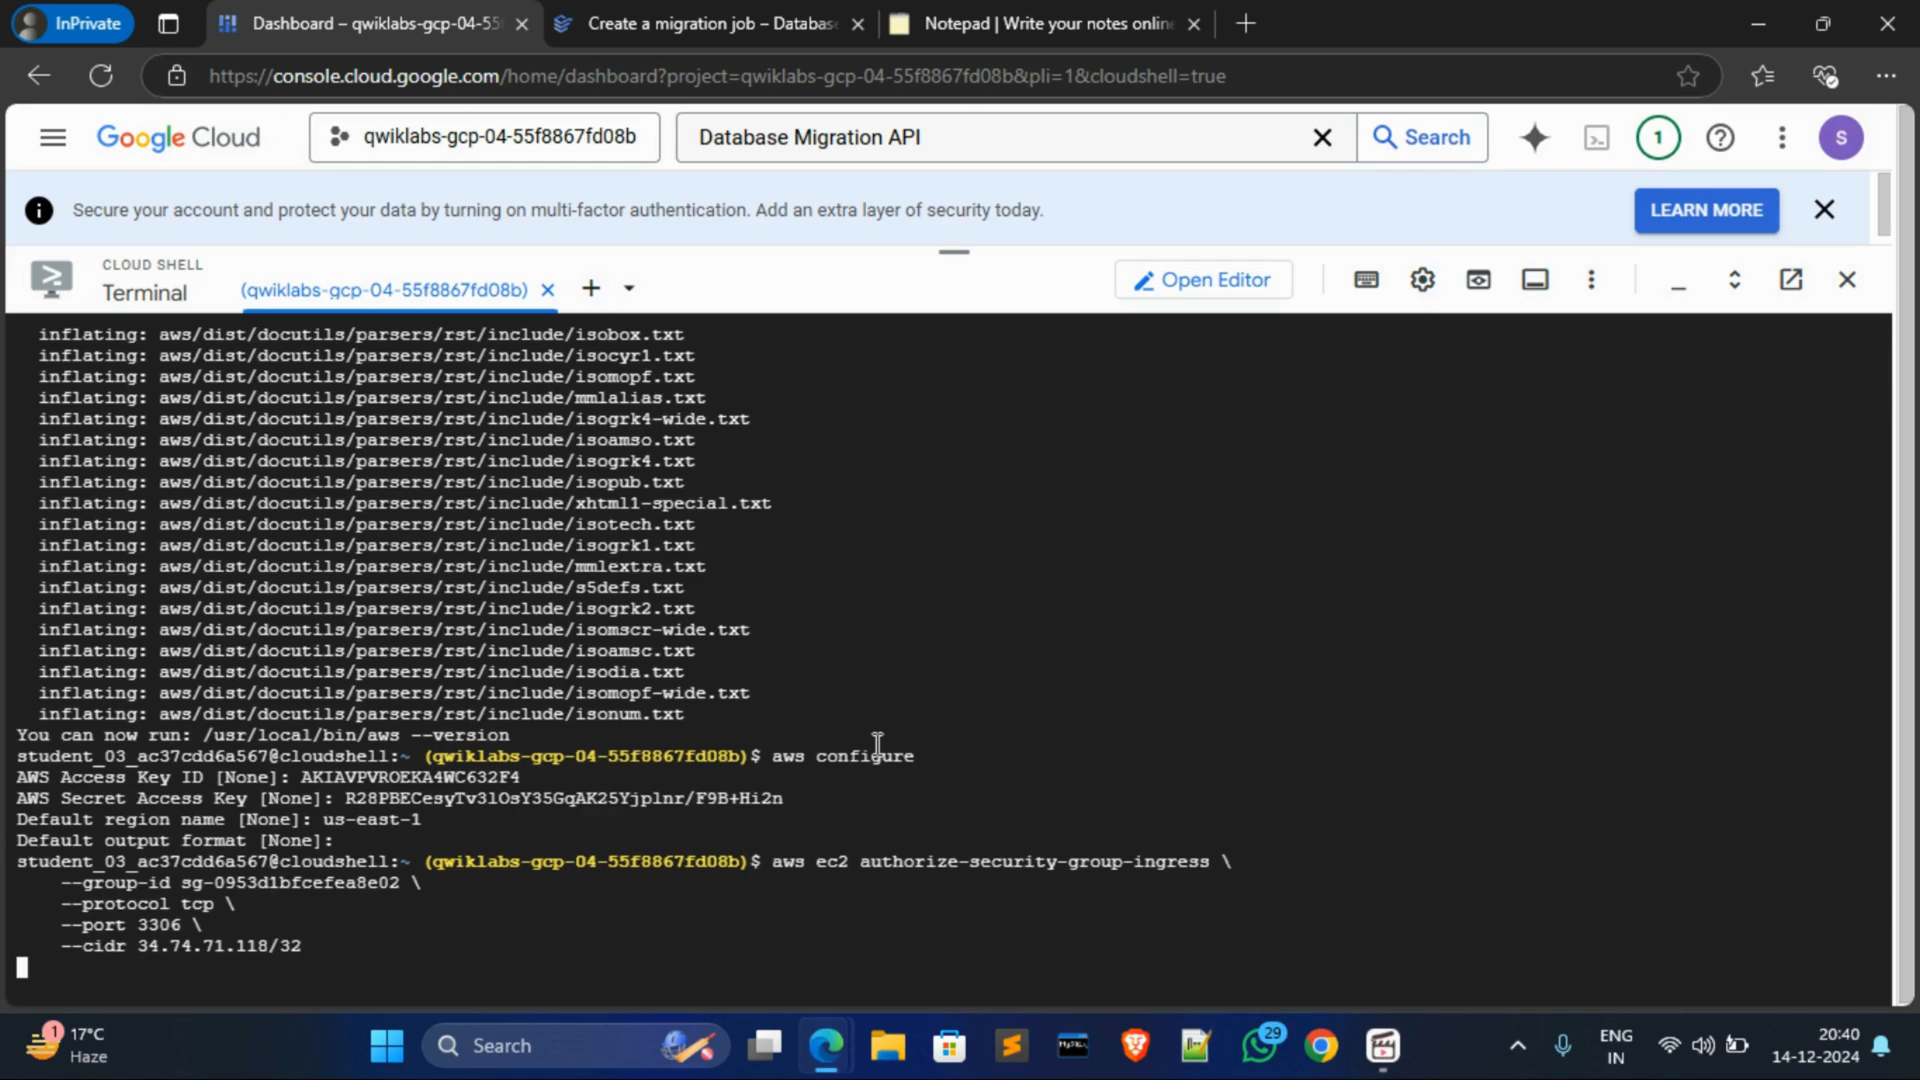 InPrivate
Dashboard – qwiklabs-gcp-04-55
Create a migration job – Databas
Notepad | Write your notes online
https://console.cloud.google.com/home/dashboard?project=qwiklabs-gcp-04-55f8867fd08b&pli=1&cloudshell=true
Google Cloud
qwiklabs-gcp-04-55f8867fd08b
Database Migration API
Search
1
S
Secure your account and protect your data by turning on multi-factor authentication. Add an extra layer of security today.
LEARN MORE
CLOUD SHELL
Terminal
(qwiklabs-gcp-04-55f8867fd08b)
Open Editor
inflating: aws/dist/docutils/parsers/rst/include/isobox.txt
inflating: aws/dist/docutils/parsers/rst/include/isocyr1.txt
inflating: aws/dist/docutils/parsers/rst/include/isomopf.txt
inflating: aws/dist/docutils/parsers/rst/include/mmlalias.txt
inflating: aws/dist/docutils/parsers/rst/include/isogrk4-wide.txt
inflating: aws/dist/docutils/parsers/rst/include/isoamso.txt
inflating: aws/dist/docutils/parsers/rst/include/isogrk4.txt
inflating: aws/dist/docutils/parsers/rst/include/isopub.txt
inflating: aws/dist/docutils/parsers/rst/include/xhtml1-special.txt
inflating: aws/dist/docutils/parsers/rst/include/isotech.txt
inflating: aws/dist/docutils/parsers/rst/include/isogrk1.txt
inflating: aws/dist/docutils/parsers/rst/include/mmlextra.txt
inflating: aws/dist/docutils/parsers/rst/include/s5defs.txt
inflating: aws/dist/docutils/parsers/rst/include/isogrk2.txt
inflating: aws/dist/docutils/parsers/rst/include/isomscr-wide.txt
inflating: aws/dist/docutils/parsers/rst/include/isoamsc.txt
inflating: aws/dist/docutils/parsers/rst/include/isodia.txt
inflating: aws/dist/docutils/parsers/rst/include/isomopf-wide.txt
inflating: aws/dist/docutils/parsers/rst/include/isonum.txt
You can now run: /usr/local/bin/aws --version
student_03_ac37cdd6a567@cloudshell:~ (qwiklabs-gcp-04-55f8867fd08b)$ aws configure
AWS Access Key ID [None]: AKIAVPVROEKA4WC632F4
AWS Secret Access Key [None]: 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
Default region name [None]: us-east-1
Default output format [None]:
student_03_ac37cdd6a567@cloudshell:~ (qwiklabs-gcp-04-55f8867fd08b)$ aws ec2 authorize-security-group-ingress \
--group-id sg-0953d1bfcefea8e02 \
--protocol tcp \
--port 3306 \
--cidr 34.74.71.118/32
1
17°C
Haze
Search
MySQL
29
ENG
IN
20:40
14-12-2024